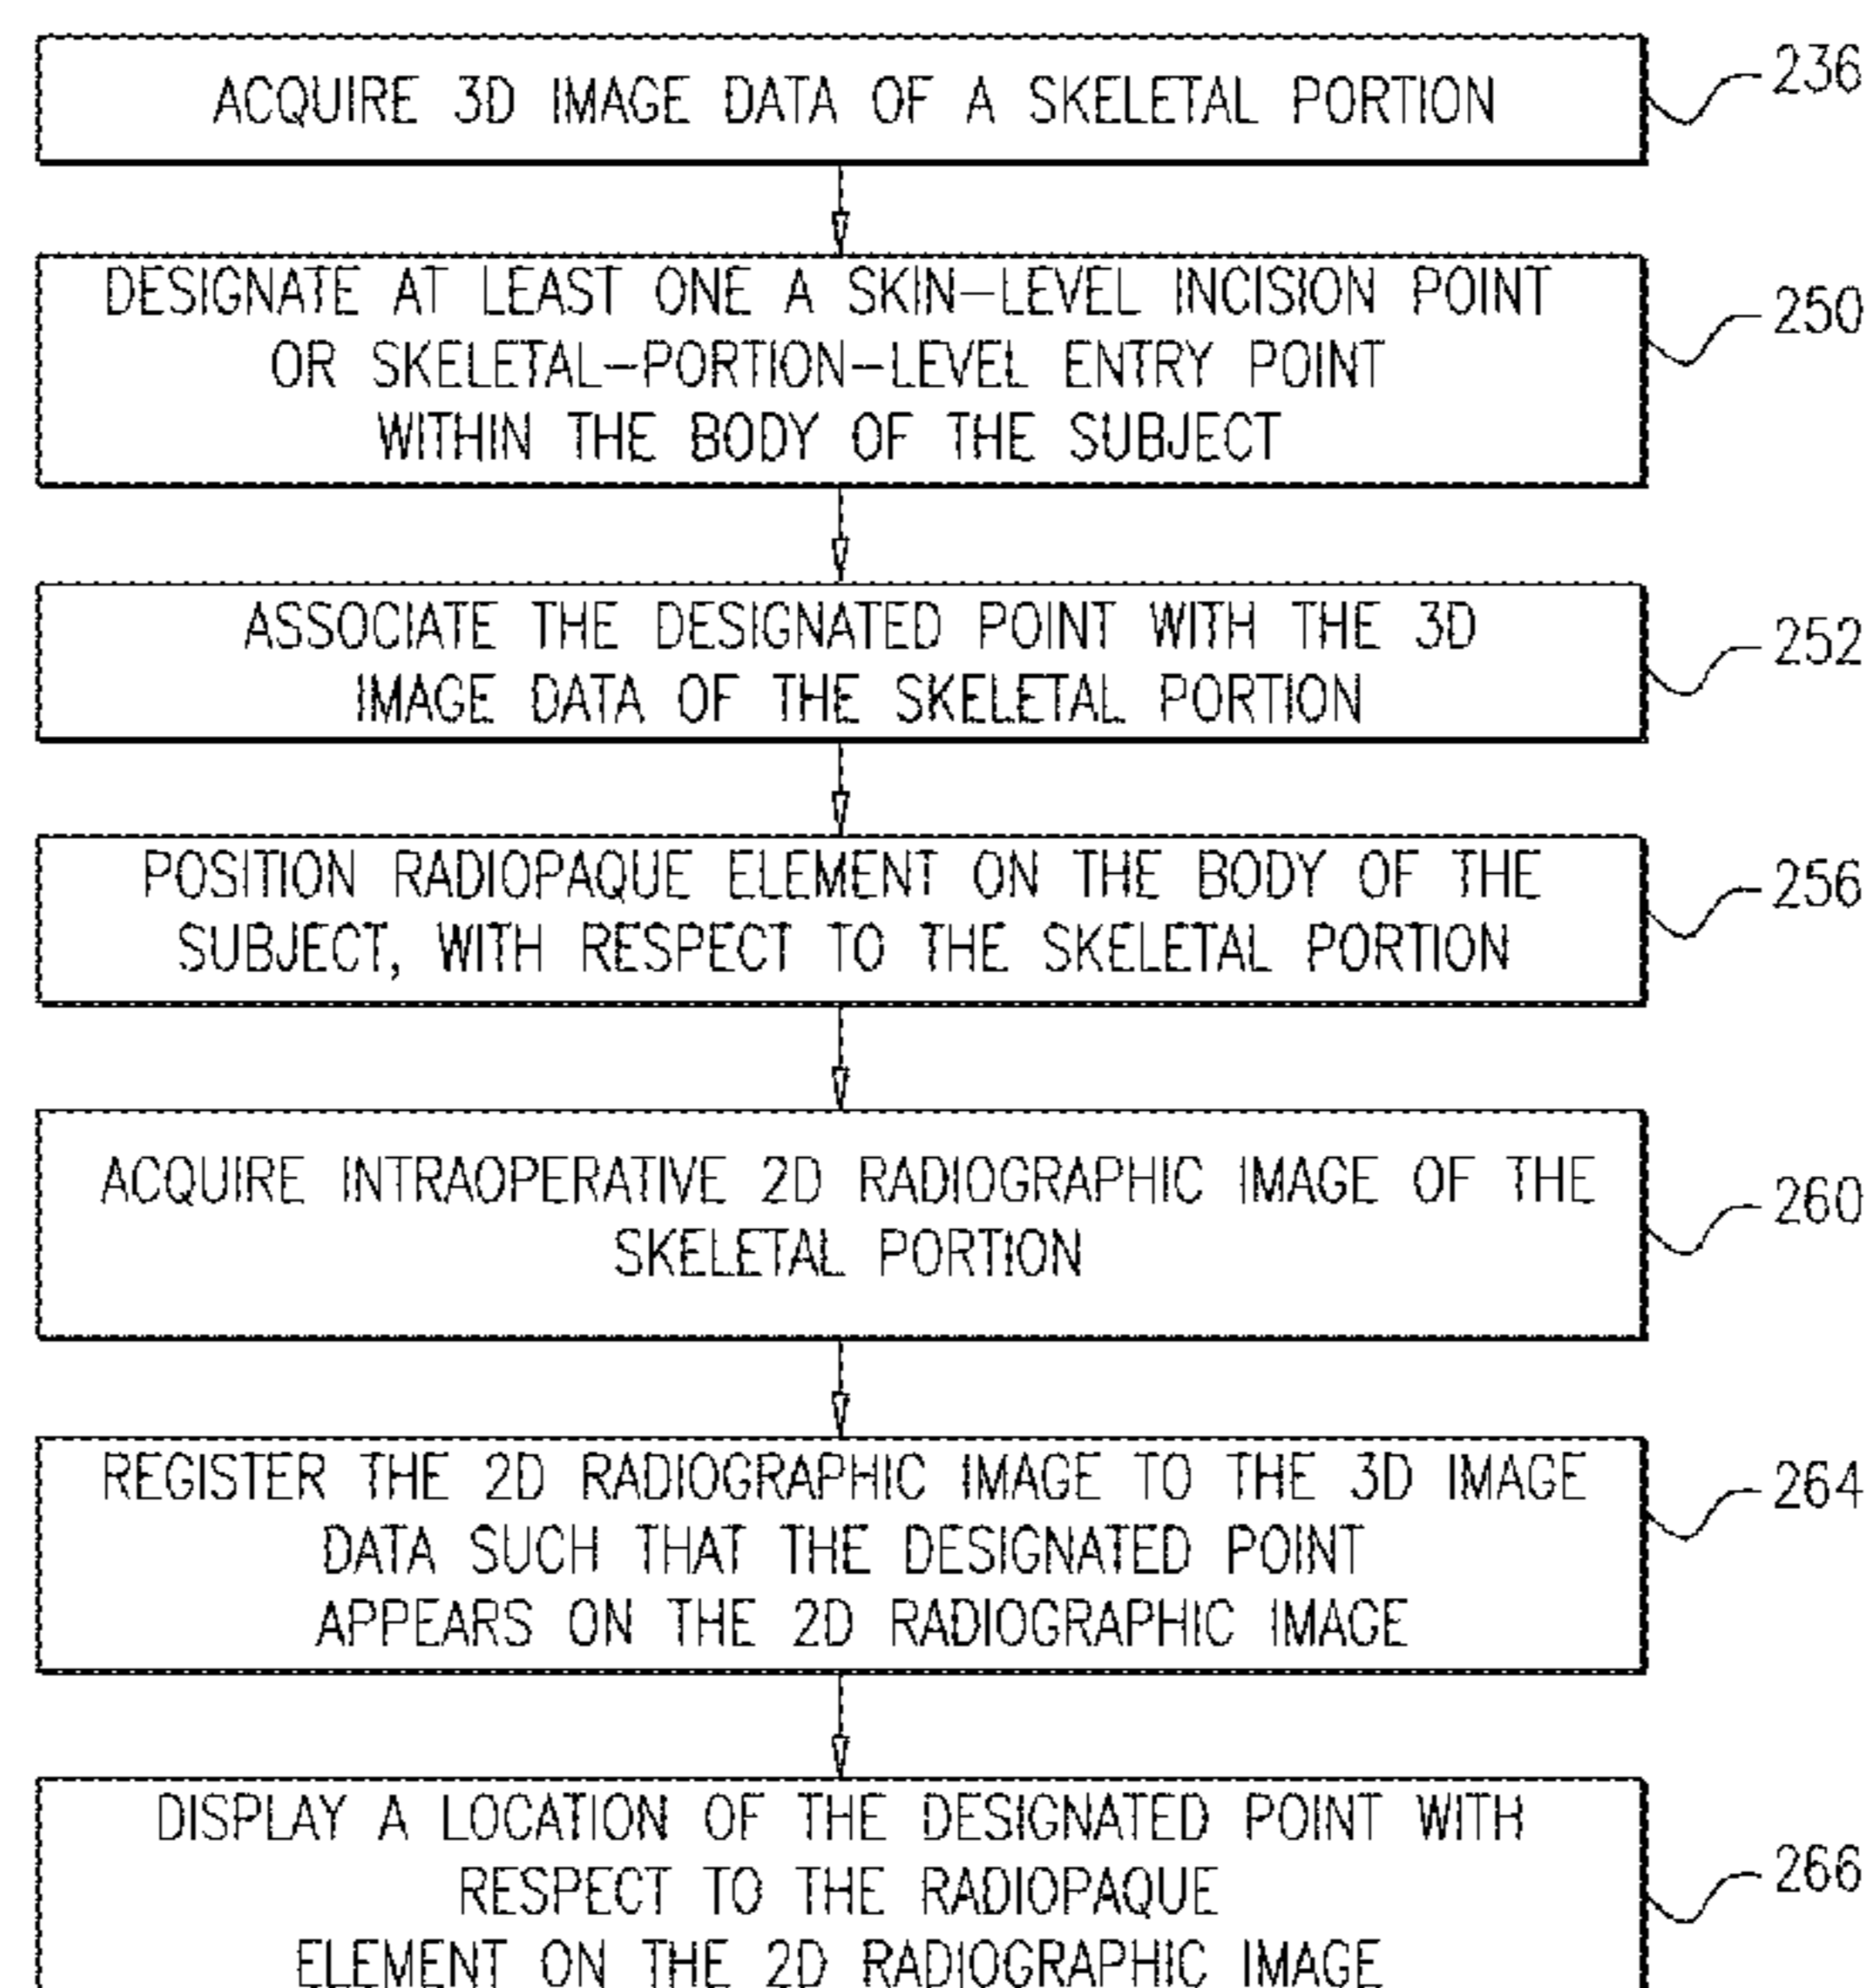 ACQUIRE 3D IMAGE DATA OF A SKELETAL PORTION
236
DESIGNATE AT LEAST ONE A SKIN-LEVEL INCISION POINT
OR SKELETAL-PORTION-LEVEL ENTRY POINT
WITHIN THE BODY OF THE SUBJECT
250
ASSOCIATE THE DESIGNATED POINT WITH THE 3D
IMAGE DATA OF THE SKELETAL PORTION
252
POSITION RADIOPAQUE ELEMENT ON THE BODY OF THE
SUBJECT, WITH RESPECT TO THE SKELETAL PORTION
256
ACQUIRE INTRAOPERATIVE 2D RADIOGRAPHIC IMAGE OF THE
SKELETAL PORTION
260
REGISTER THE 2D RADIOGRAPHIC IMAGE TO THE 3D IMAGE
DATA SUCH THAT THE DESIGNATED POINT
APPEARS ON THE 2D RADIOGRAPHIC IMAGE
264
DISPLAY A LOCATION OF THE DESIGNATED POINT WITH
RESPECT TO THE RADIOPAQUE
ELEMENT ON THE 2D RADIOGRAPHIC IMAGE
266